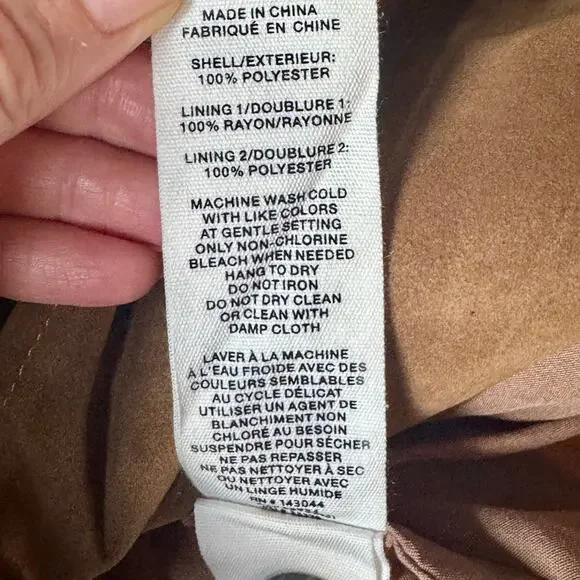 MADE IN CHINA
FABRIQUÉ EN CHINE
SHELL/EXTERIEUR:
100% POLYESTER
LINING 1/DOUBLURE 1:
100% RAYON/RAYONNE
LINING 2/DOUBLURE 2:
100% POLYESTER
MACHINE WASH COLD
WITH LIKE COLORS
AT GENTLE SETTING
ONLY NON-CHLORINE
BLEACH WHEN NEEDED
HANG TO DRY
DO NOT IRON
DO NOT DRY CLEAN
OR CLEAN WITH
DAMP CLOTH
LAVER À LA MACHINE
À L'EAU FROIDE AVEC DES
COULEURS SEMBLABLES
AU CYCLE DÉLICAT
UTILISER UN AGENT DE
BLANCHIMENT NON
CHLORÉ AU BESOIN
SUSPENDRE POUR SÉCHER
NE PAS REPASSER
NE PAS NETTOYER À SEC
OU NETTOYER AVEC
UN LINGE HUMIDE
RN # 143044